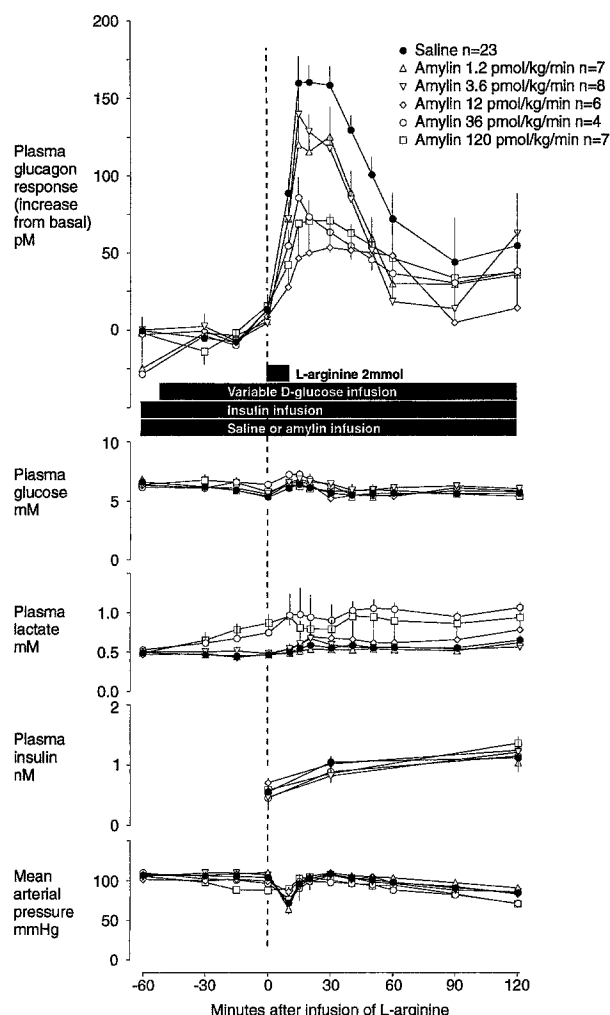 200
150
100
50
0
Plasma
glucagon
response
(increase
from basal)
pM
Saline n=23
Amylin 1.2 pmol/kg/min n=7
Amylin 3.6 pmol/kg/min n=8
Amylin 12 pmol/kg/min n=6
Amylin 36 pmol/kg/min n=4
Amylin 120 pmol/kg/min n=7
L-arginine 2mmol
Variable D-glucose infusion
Insulin infusion
Saline or amylin infusion
Plasma
glucose
mM
10
5
0
Plasma
lactate
mM
1.0
0.5
0.0
Plasma
insulin
nM
2
1
0
Mean
arterial
pressure
mmHg
100
50
0
-60 -30 0 30 60 90 120
Minutes after infusion of L-arginine